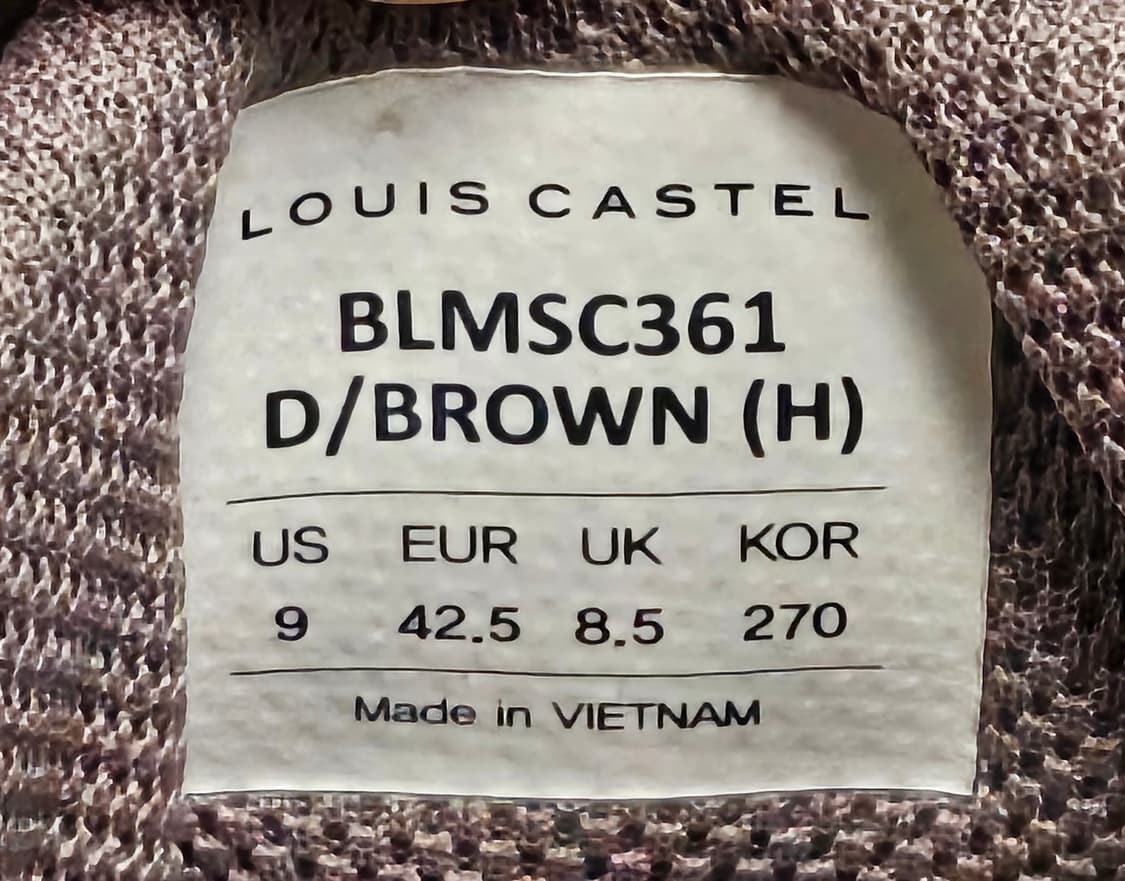 LOUIS CASTEL
BLMSC361
D/BROWN (H)
US EUR UK KOR
9 42.5 8.5 270
Made in VIETNAM